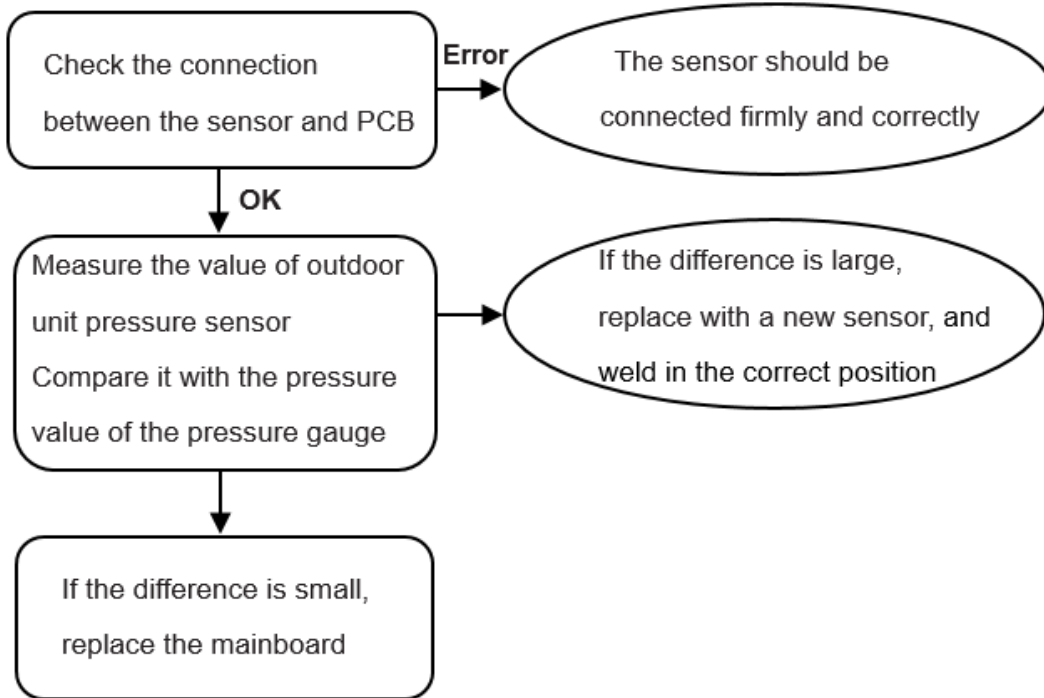 Check the connection
between the sensor and PCB
Error
The sensor should be
connected firmly and correctly
OK
Measure the value of outdoor
unit pressure sensor
Compare it with the pressure
value of the pressure gauge
If the difference is large,
replace with a new sensor, and
weld in the correct position
If the difference is small,
replace the mainboard